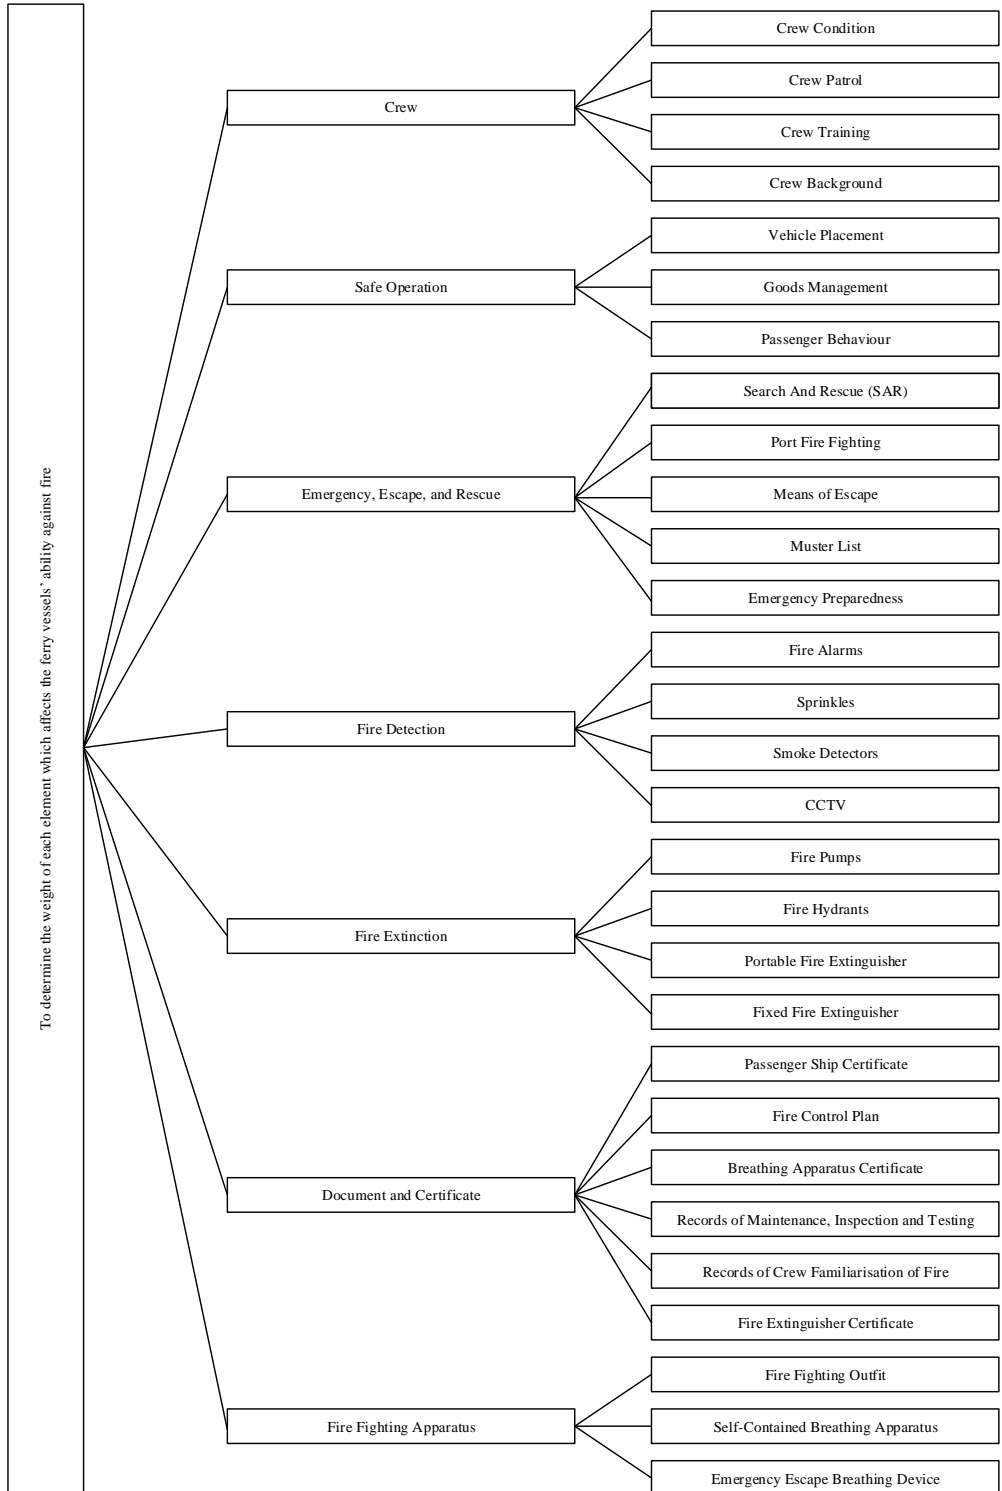 To determine the weight of each element which affects the ferry vessels' ability against fire
Crew
Crew Condition
Crew Patrol
Crew Training
Crew Background
Safe Operation
Vehicle Placement
Goods Management
Passenger Behaviour
Emergency, Escape, and Rescue
Search And Rescue (SAR)
Port Fire Fighting
Means of Escape
Muster List
Emergency Preparedness
Fire Detection
Fire Alarms
Sprinkles
Smoke Detectors
CCTV
Fire Extinction
Fire Pumps
Fire Hydrants
Portable Fire Extinguisher
Fixed Fire Extinguisher
Document and Certificate
Passenger Ship Certificate
Fire Control Plan
Breathing Apparatus Certificate
Records of Maintenance, Inspection and Testing
Records of Crew Familiarisation of Fire
Fire Extinguisher Certificate
Fire Fighting Apparatus
Fire Fighting Outfit
Self-Contained Breathing Apparatus
Emergency Escape Breathing Device